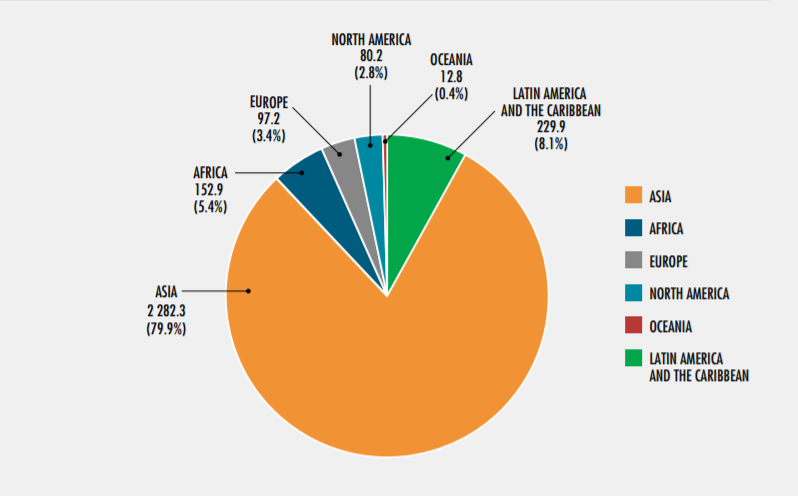 NORTH AMERICA
80.2
(2.8%)
OCEANIA
12.8
(0.4%)
LATIN AMERICA
AND THE CARIBBEAN
229.9
(8.1%)
EUROPE
97.2
(3.4%)
AFRICA
152.9
(5.4%)
ASIA
2 282.3
(79.9%)
ASIA
AFRICA
EUROPE
NORTH AMERICA
OCEANIA
LATIN AMERICA
AND THE CARIBBEAN